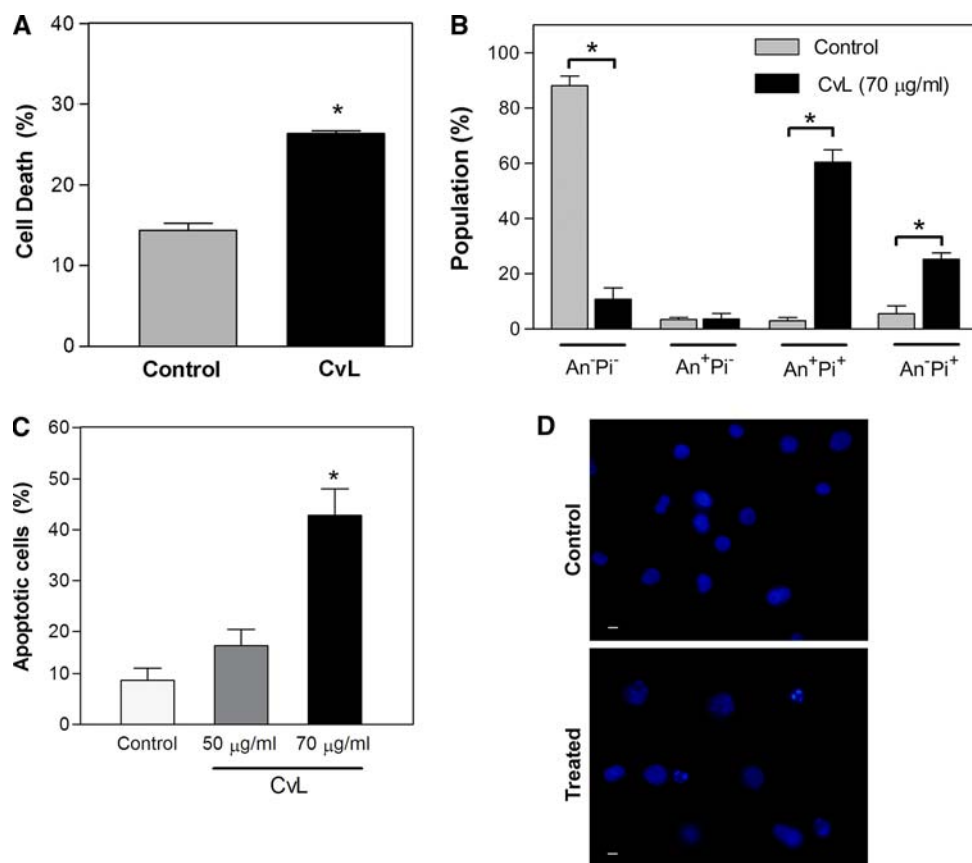 A
Cell Death (%)
40
30
20
10
0
*
Control
CvL
B
Population (%)
100
80
60
40
20
0
Control
CvL (70 µg/ml)
*
*
*
An⁻Pi⁻
An⁺Pi⁻
An⁺Pi⁺
An⁻Pi⁺
C
Apoptotic cells (%)
60
50
40
30
20
10
0
*
Control
50 µg/ml
70 µg/ml
CvL
D
Control
Treated